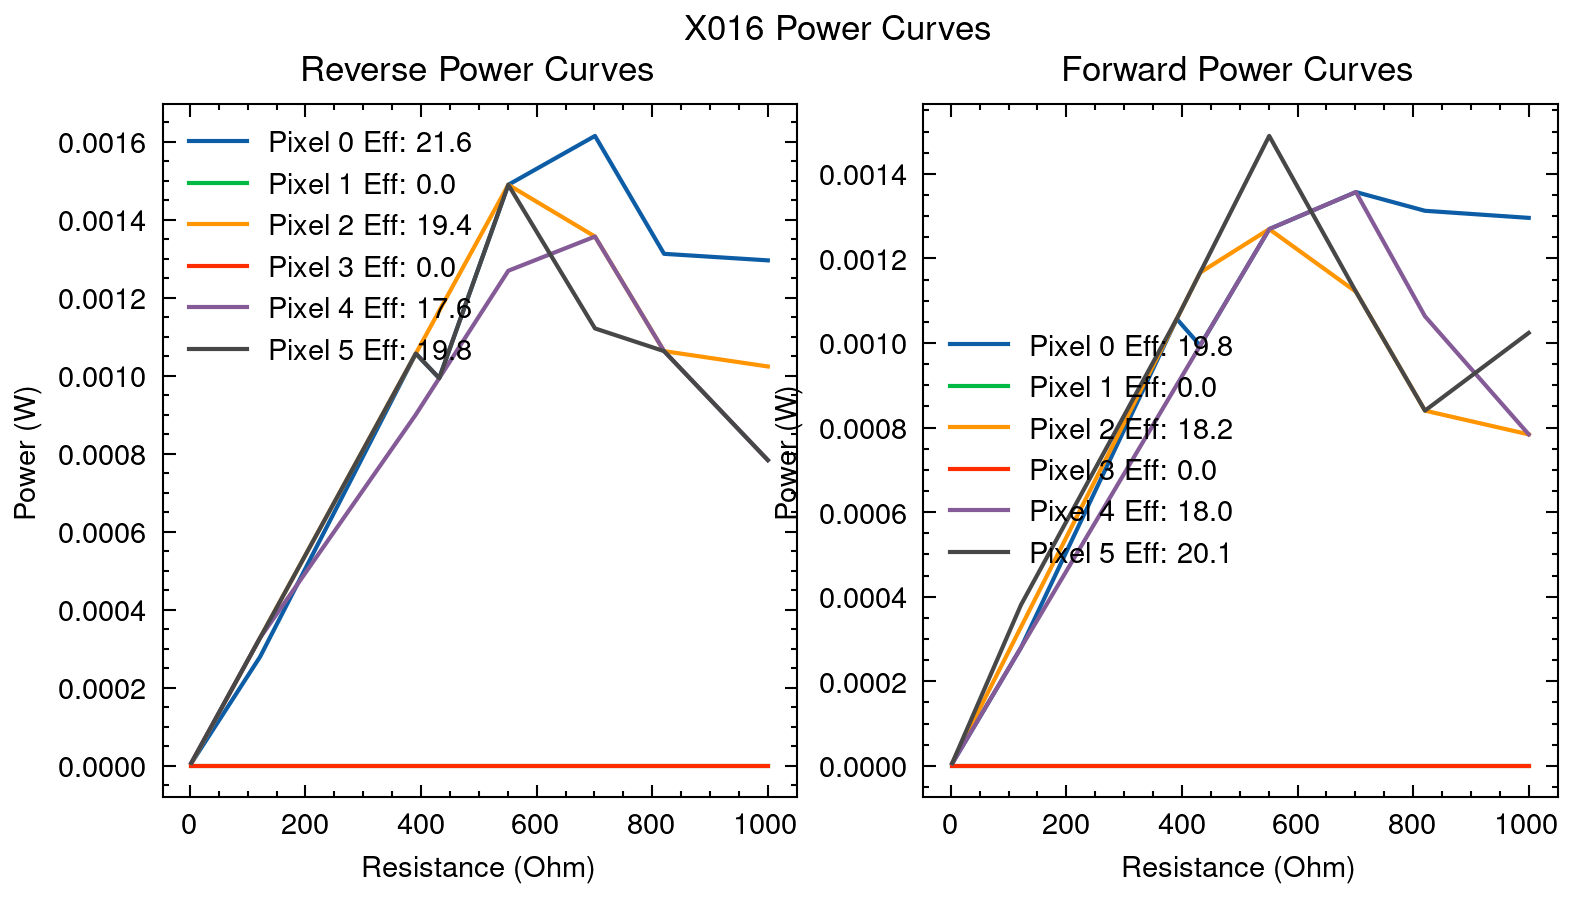 X016 Power Curves
Reverse Power Curves
Power (W)
0.0016
0.0014
0.0012
0.0010
0.0008
0.0006
0.0004
0.0002
0.0000
Pixel 0 Eff: 21.6
Pixel 1 Eff: 0.0
Pixel 2 Eff: 19.4
Pixel 3 Eff: 0.0
Pixel 4 Eff: 17.6
Pixel 5 Eff: 19.8
0 200 400 600 800 1000
Resistance (Ohm)
Forward Power Curves
Power (W)
0.0014
0.0012
0.0010
0.0008
0.0006
0.0004
0.0002
0.0000
Pixel 0 Eff: 19.8
Pixel 1 Eff: 0.0
Pixel 2 Eff: 18.2
Pixel 3 Eff: 0.0
Pixel 4 Eff: 18.0
Pixel 5 Eff: 20.1
0 200 400 600 800 1000
Resistance (Ohm)